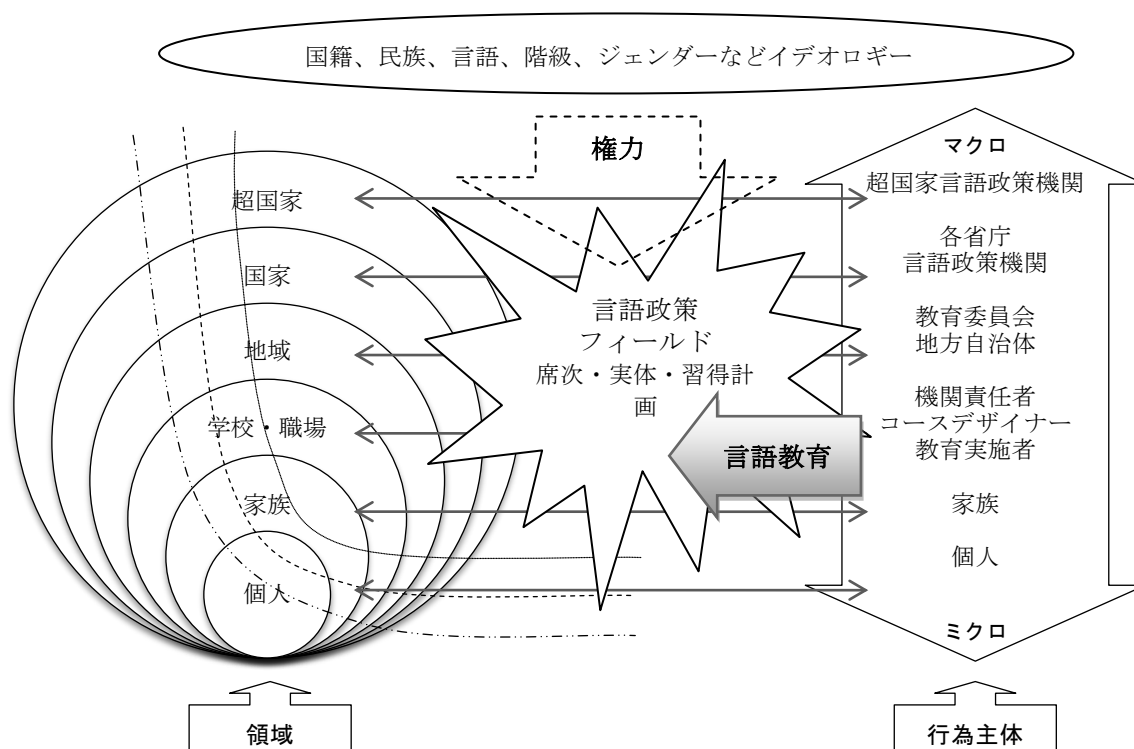 国籍、民族、言語、階級、ジェンダーなどイデオロギー
権力
マクロ
超国家
国家
地域
学校・職場
家族
個人
言語政策
フィールド
席次・実体・習得計
画
言語教育
超国家言語政策機関
各省庁
言語政策機関
教育委員会
地方自治体
機関責任者
コースデザイナー
教育実施者
家族
個人
ミクロ
領域
行為主体